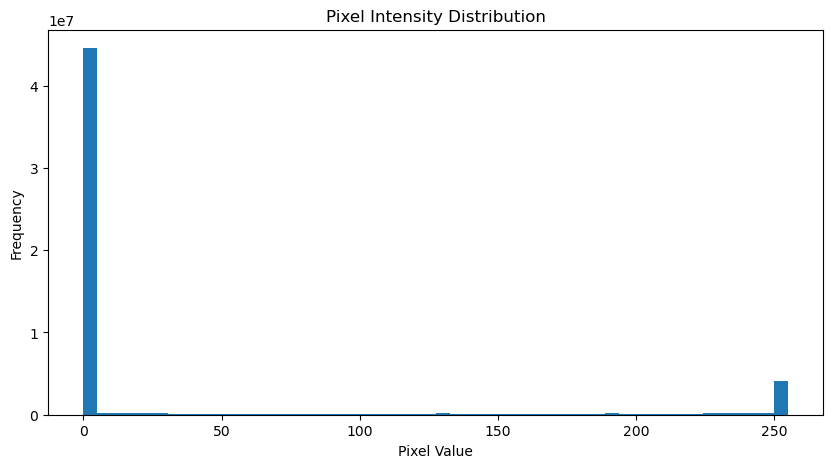 Pixel Intensity Distribution
1e7
4
3
2
1
0
Frequency
0 50 100 150 200 250
Pixel Value